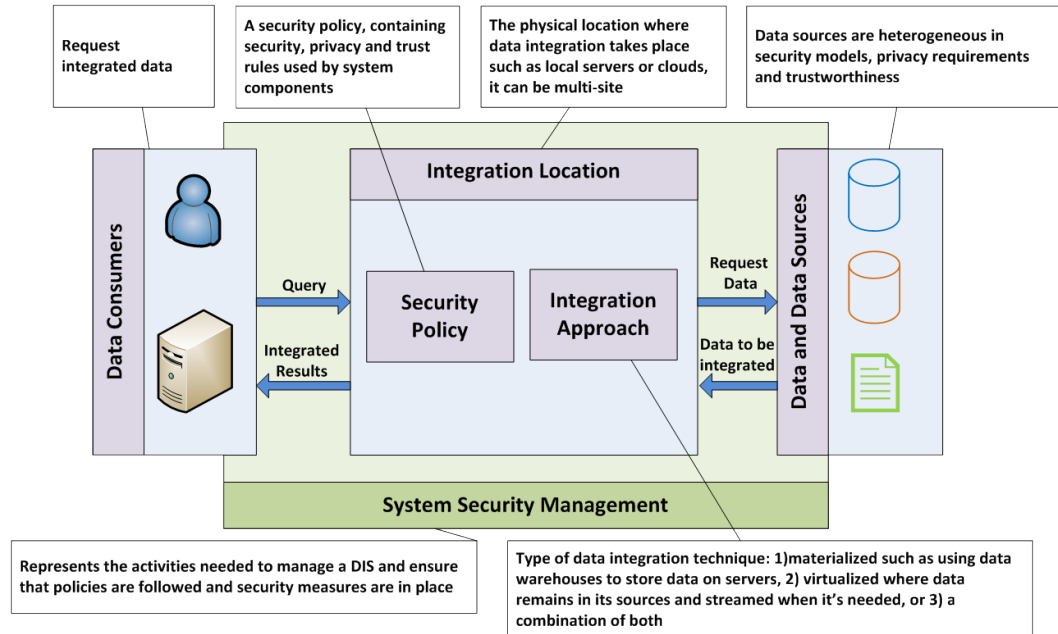 Request
integrated data
A security policy, containing
security, privacy and trust
rules used by system
components
The physical location where
data integration takes place
such as local servers or clouds,
it can be multi-site
Data sources are heterogeneous in
security models, privacy requirements
and trustworthiness
Data Consumers
Integration Location
Query
Integrated
Results
Security
Policy
Integration
Approach
Request
Data
Data to be
integrated
Data and Data Sources
System Security Management
Represents the activities needed to manage a DIS and ensure
that policies are followed and security measures are in place
Type of data integration technique: 1)materialized such as using data
warehouses to store data on servers, 2) virtualized where data
remains in its sources and streamed when it's needed, or 3) a
combination of both